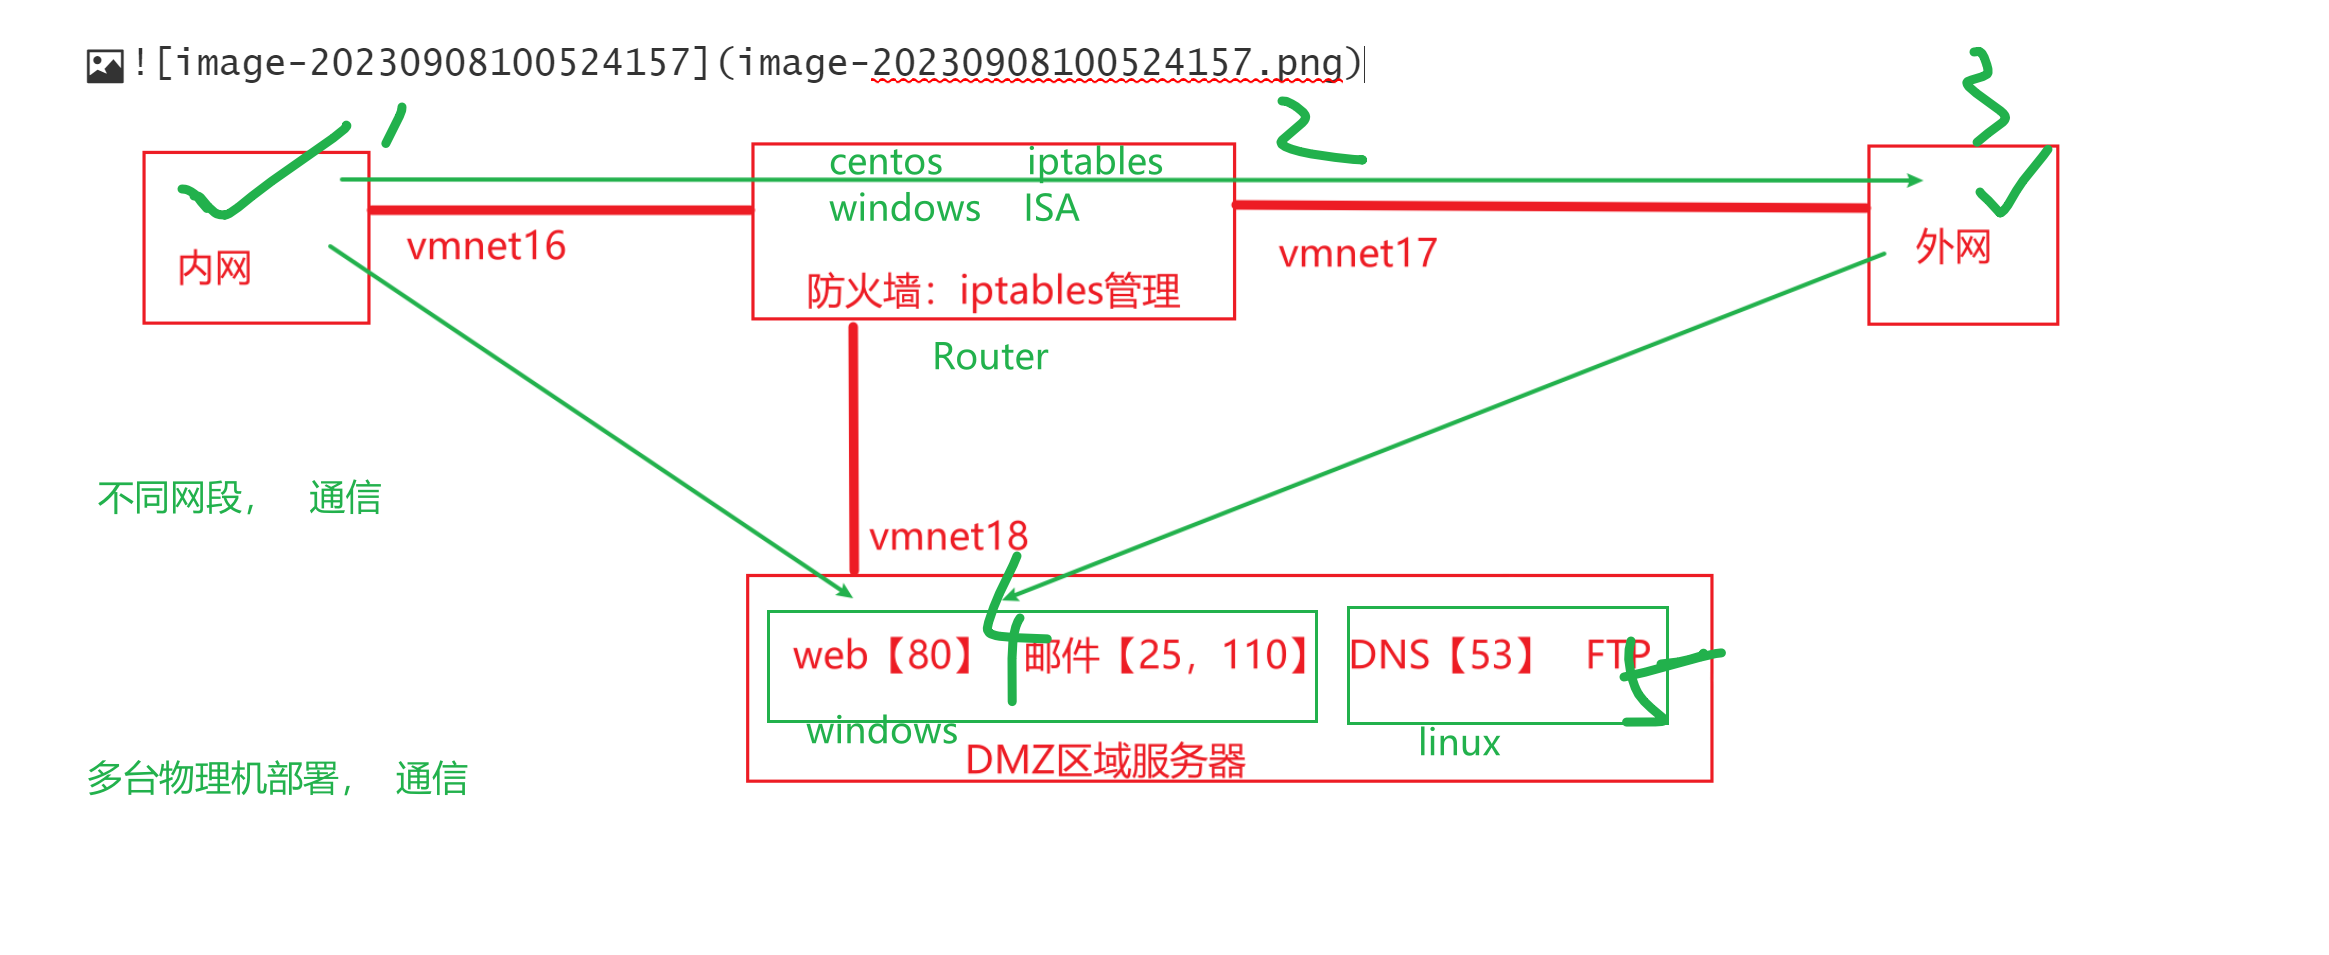 ![image-20230908100524157](image-20230908100524157.png)
1
2
3
centos iptables
windows ISA
内网
vmnet16
防火墙：iptables管理
vmnet17
外网
Router
不同网段， 通信
vmnet18
4
web【80】 邮件【25，110】 DNS【53】 FTP
windows
linux
DMZ区域服务器
多台物理机部署， 通信